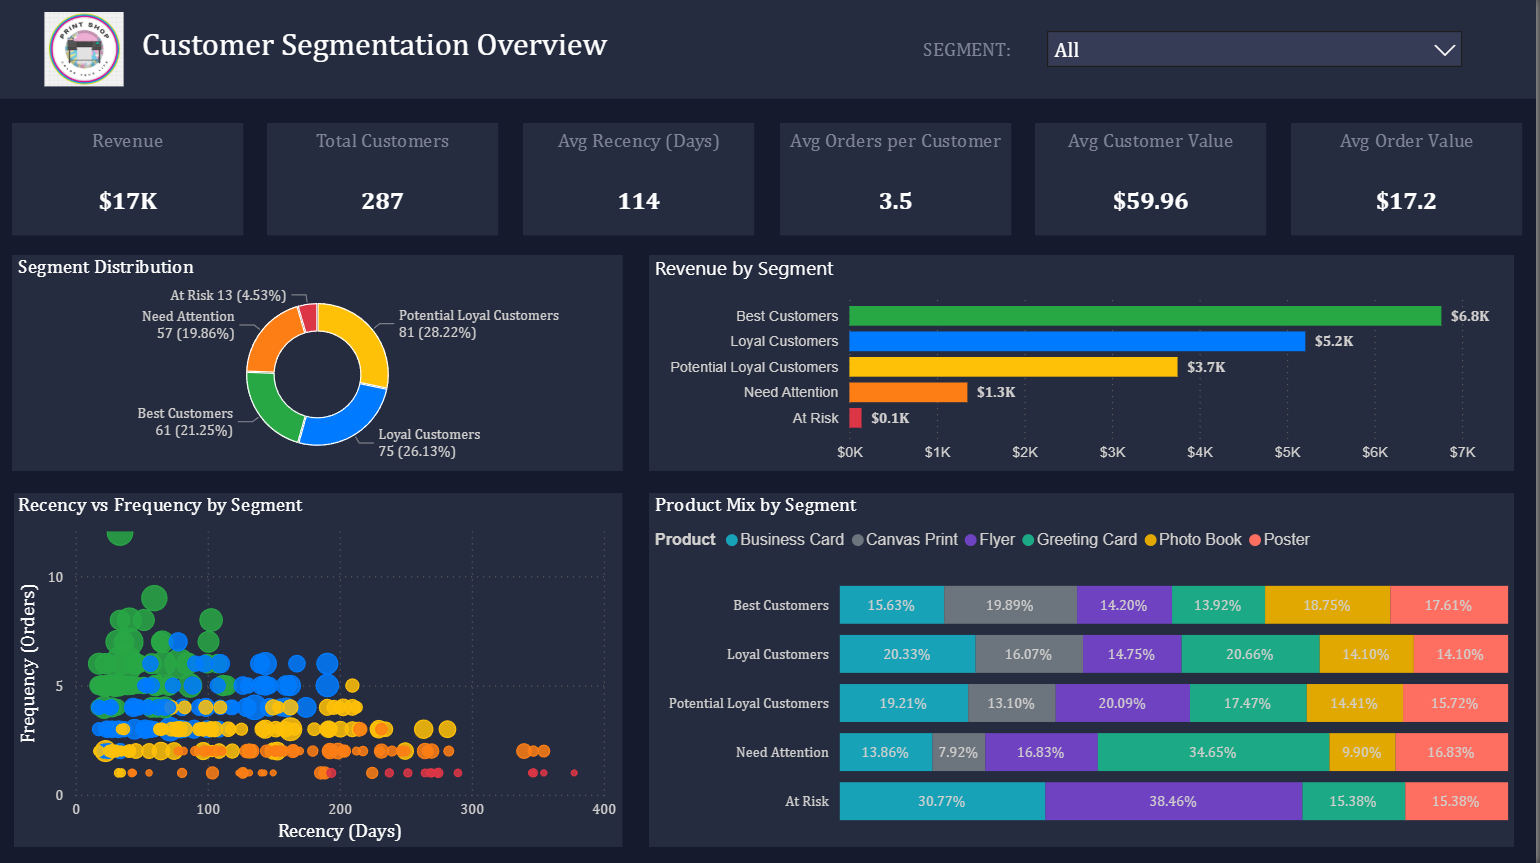 PRINT SHOP
Customer Segmentation Overview
SEGMENT:
All
Revenue
$17K
Total Customers
287
Avg Recency (Days)
114
Avg Orders per Customer
3.5
Avg Customer Value
$59.96
Avg Order Value
$17.2
Segment Distribution
At Risk 13 (4.53%)
Need Attention
57 (19.86%)
Potential Loyal Customers
81 (28.22%)
Best Customers
61 (21.25%)
Loyal Customers
75 (26.13%)
Revenue by Segment
Best Customers $6.8K
Loyal Customers $5.2K
Potential Loyal Customers $3.7K
Need Attention $1.3K
At Risk $0.1K
$0K $1K $2K $3K $4K $5K $6K $7K
Recency vs Frequency by Segment
Frequency (Orders)
10
5
0
0 100 200 300 400
Recency (Days)
Product Mix by Segment
Product Business Card Canvas Print Flyer Greeting Card Photo Book Poster
Best Customers 15.63% 19.89% 14.20% 13.92% 18.75% 17.61%
Loyal Customers 20.33% 16.07% 14.75% 20.66% 14.10% 14.10%
Potential Loyal Customers 19.21% 13.10% 20.09% 17.47% 14.41% 15.72%
Need Attention 13.86% 7.92% 16.83% 34.65% 9.90% 16.83%
At Risk 30.77% 38.46% 15.38% 15.38%